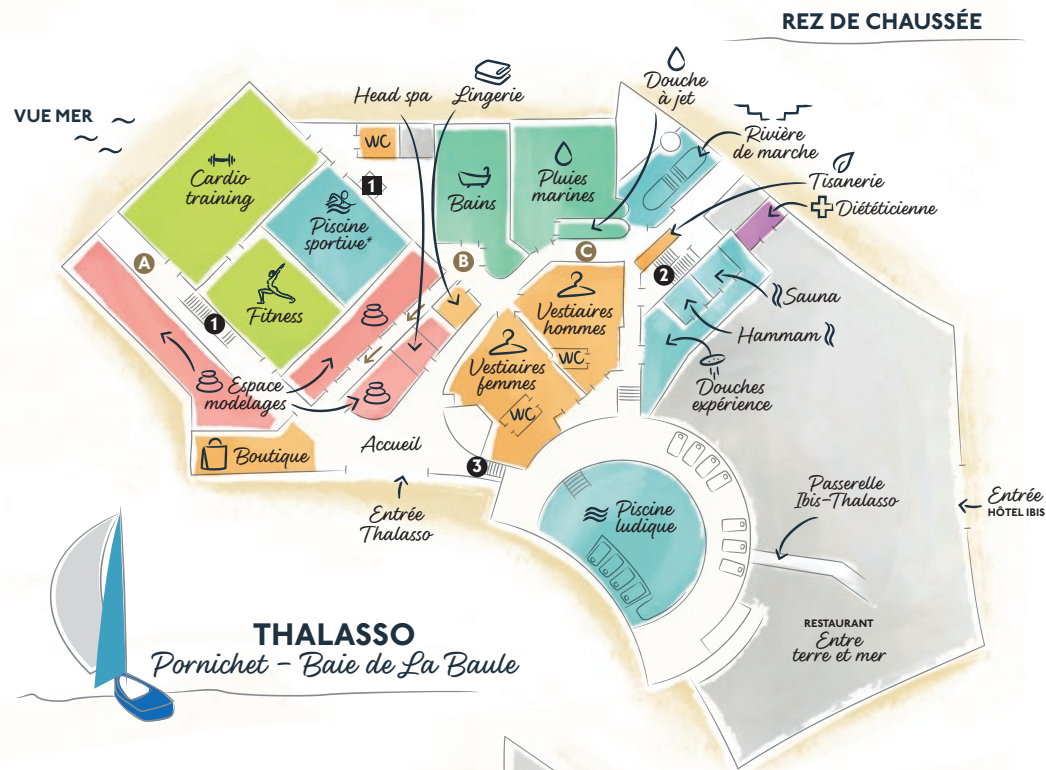 REZ DE CHAUSSÉE
VUE MER
Head spa
Lingerie
Douche
à jet
Rivière
de marche
Tisanerie
Diététicienne
WC
1
Cardio
training
Piscine
sportive*
Bains
Pluies
marines
A
B
C
2
1
Fitness
Vestiaires
hommes
WC
Sauna
Hammam
Vestiaires
femmes
WC
Douches
expérience
Espace
modelages
Boutique
Accueil
3
Entrée
Thalasso
Piscine
ludique
Passerelle
Ibis-Thalasso
Entrée
HÔTEL IBIS
RESTAURANT
Entre
terre et mer
THALASSO
Pornichet – Baie de La Baule